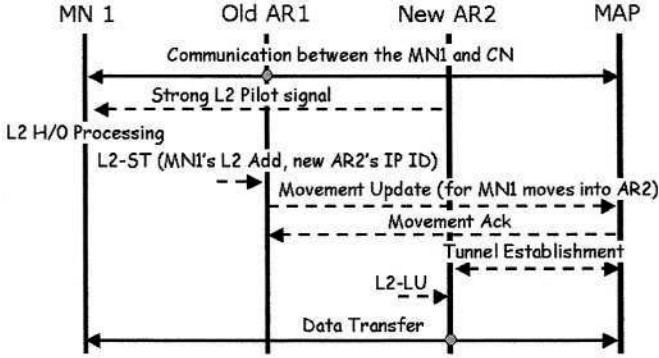 MN 1 Old AR1 New AR2 MAP
Communication between the MN1 and CN
Strong L2 Pilot signal
L2 H/O Processing
L2-ST (MN1's L2 Add, new AR2's IP ID)
Movement Update (for MN1 moves into AR2)
Movement Ack
Tunnel Establishment
L2-LU
Data Transfer